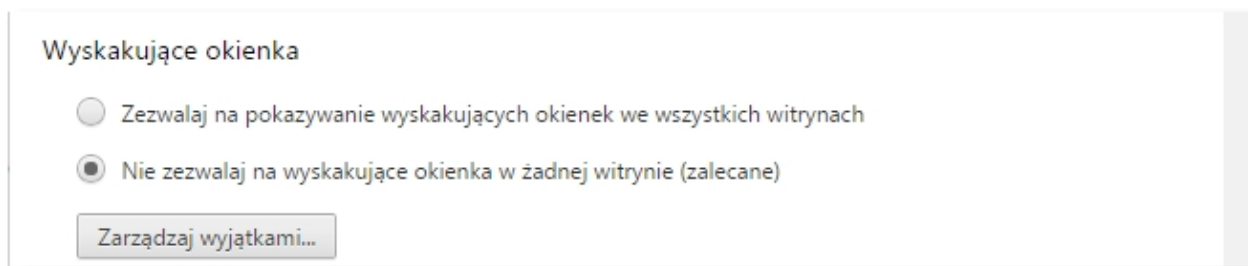 Wyskakujące okienka
Zezwalaj na pokazywanie wyskakujących okienek we wszystkich witrynach
Nie zezwalaj na wyskakujące okienka w żadnej witrynie (zalecane)
Zarządzaj wyjątkami...